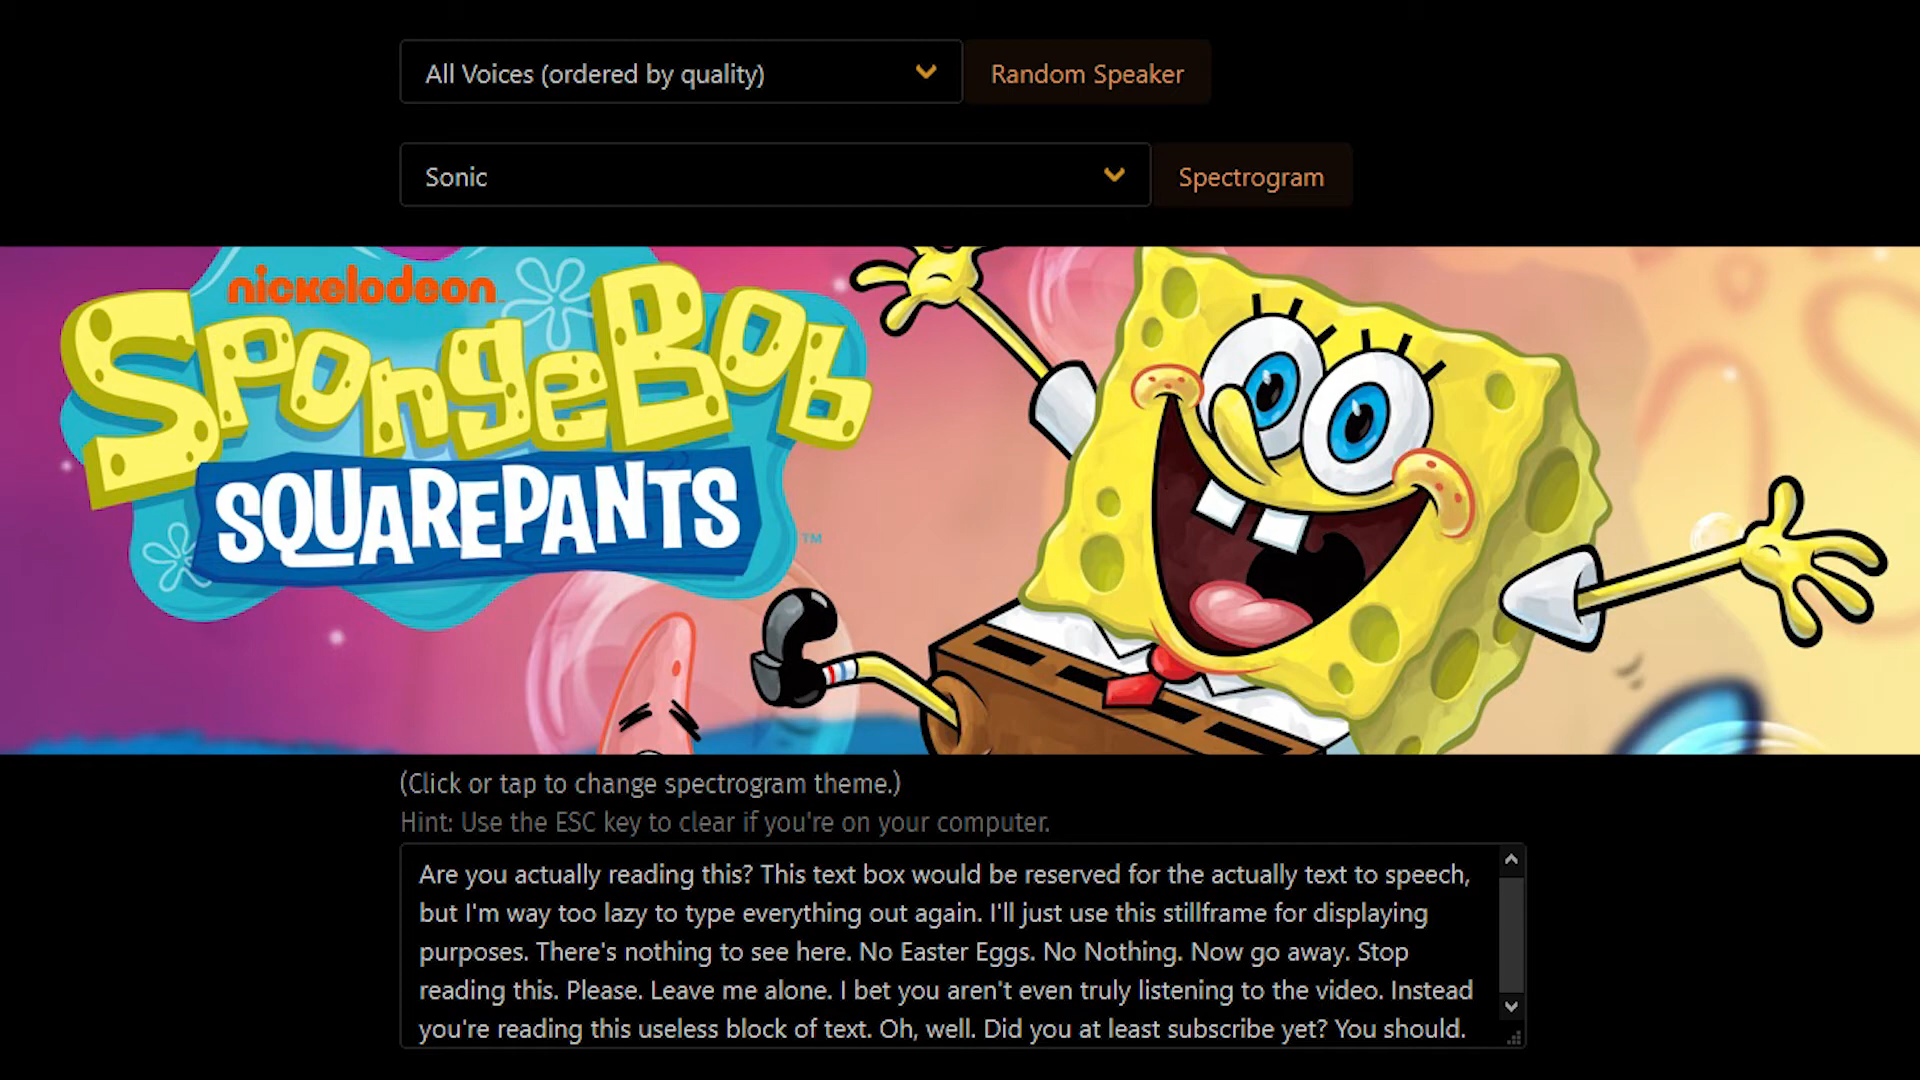 All Voices (ordered by quality)
Random Speaker
Sonic
Spectrogram
nickelodeon
SpongeBob
SQUAREPANTS
TM
(Click or tap to change spectrogram theme.)
Hint: Use the ESC key to clear if you're on your computer.
Are you actually reading this? This text box would be reserved for the actually text to speech,
but I'm way too lazy to type everything out again. I'll just use this stillframe for displaying
purposes. There's nothing to see here. No Easter Eggs. No Nothing. Now go away. Stop
reading this. Please. Leave me alone. I bet you aren't even truly listening to the video. Instead
you're reading this useless block of text. Oh, well. Did you at least subscribe yet? You should.